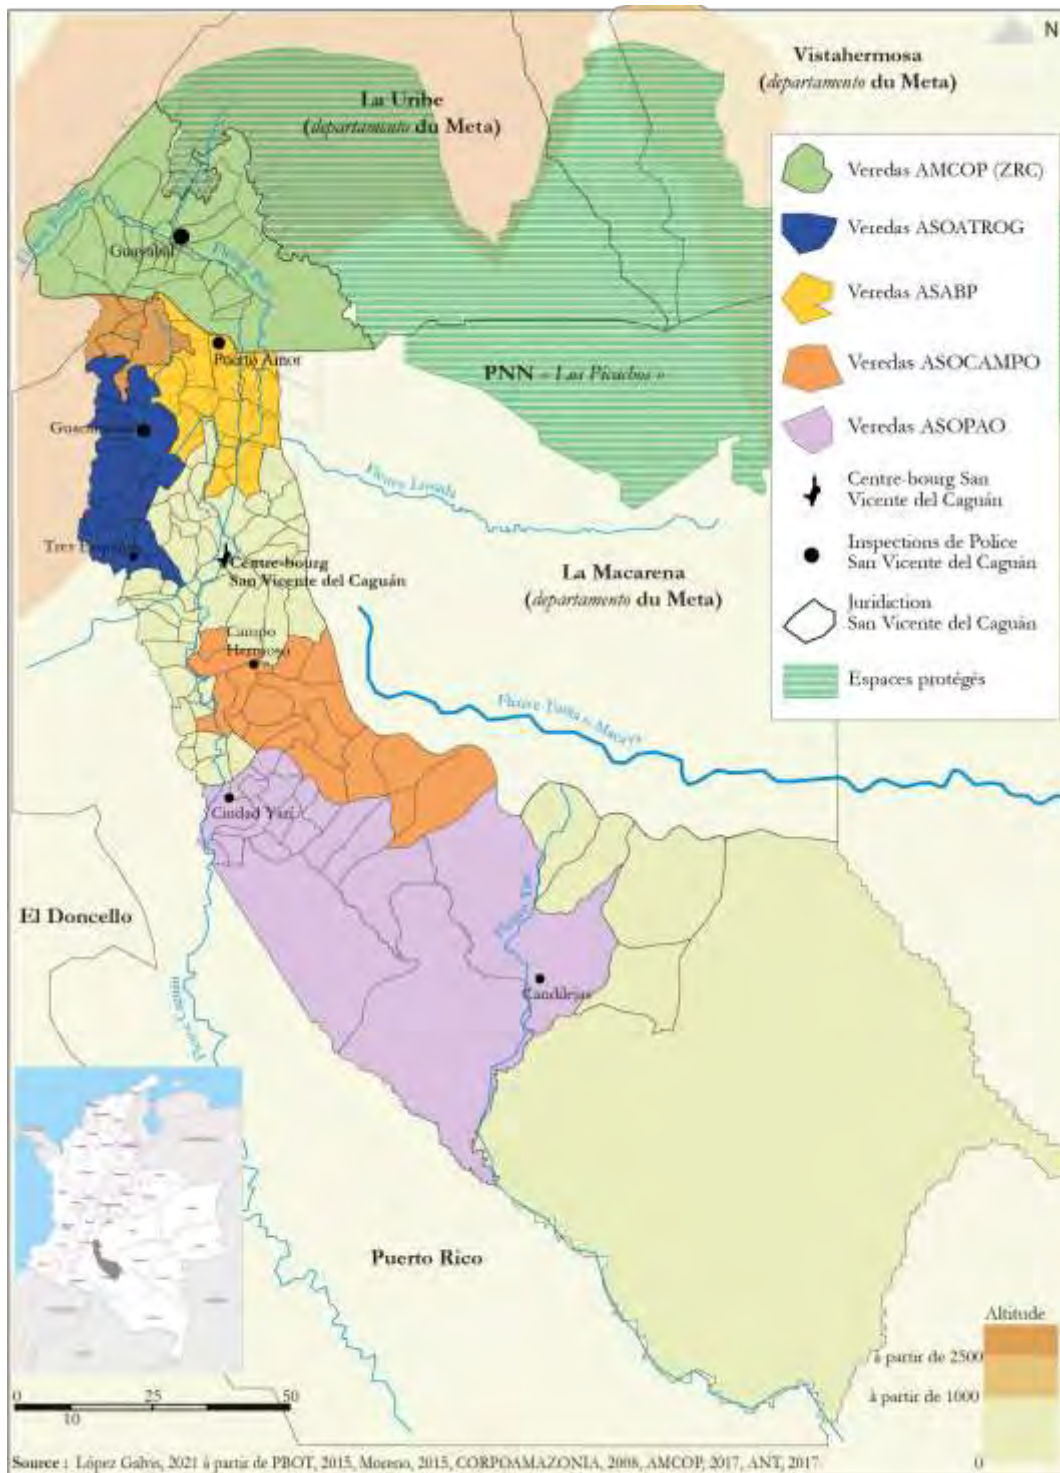 N
Vistahermosa
(departamento du Meta)
La Uribe
(departamento du Meta)
Veredas AMCOP (ZRC)
Veredas ASOATROG
Veredas ASABP
Veredas ASOCAMPO
Veredas ASOPAO
Centre-bourg San
Vicente del Caguán
Inspections de Police
San Vicente del Caguán
Juridiction
San Vicente del Caguán
Espaces protégés
Guayabal
Puerto Amor
PNN « Los Picachos »
Fleuve Losada
Tres
Centre-bourg
San Vicente del Caguán
La Macarena
(departamento du Meta)
Campo
Hermoso
Fleuve
Ciudad Yarí
El Doncello
Fleuve Caguán
Candilejas
Puerto Rico
Altitude
à partir de 2500
à partir de 1000
0
0
25
50
10
Source : López Galvis, 2021 à partir de PBOT, 2015, Moreno, 2015, CORPOAMAZONIA, 2008, AMCOP, 2017, ANT, 2017.